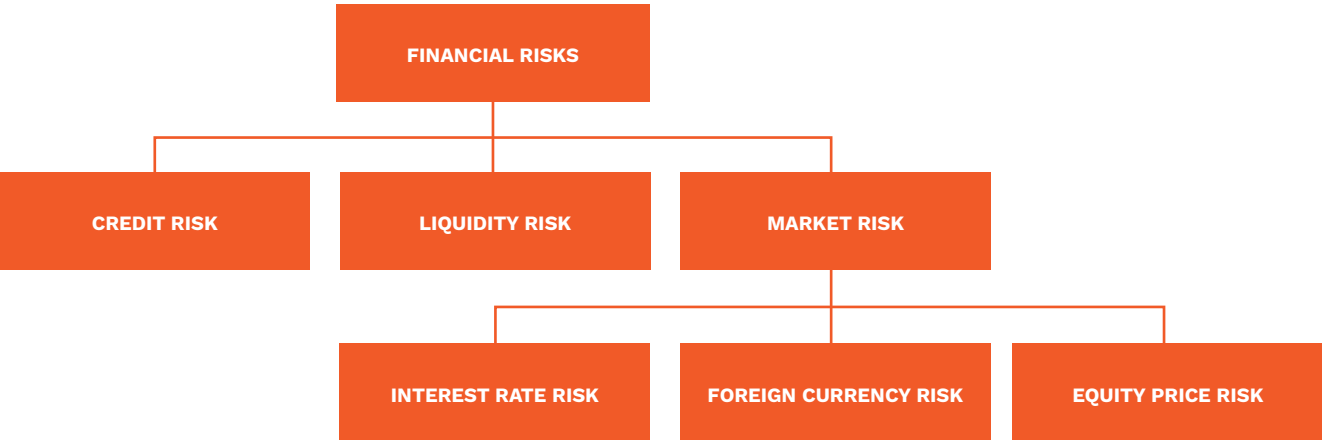 FINANCIAL RISKS
CREDIT RISK
LIQUIDITY RISK
MARKET RISK
INTEREST RATE RISK
FOREIGN CURRENCY RISK
EQUITY PRICE RISK